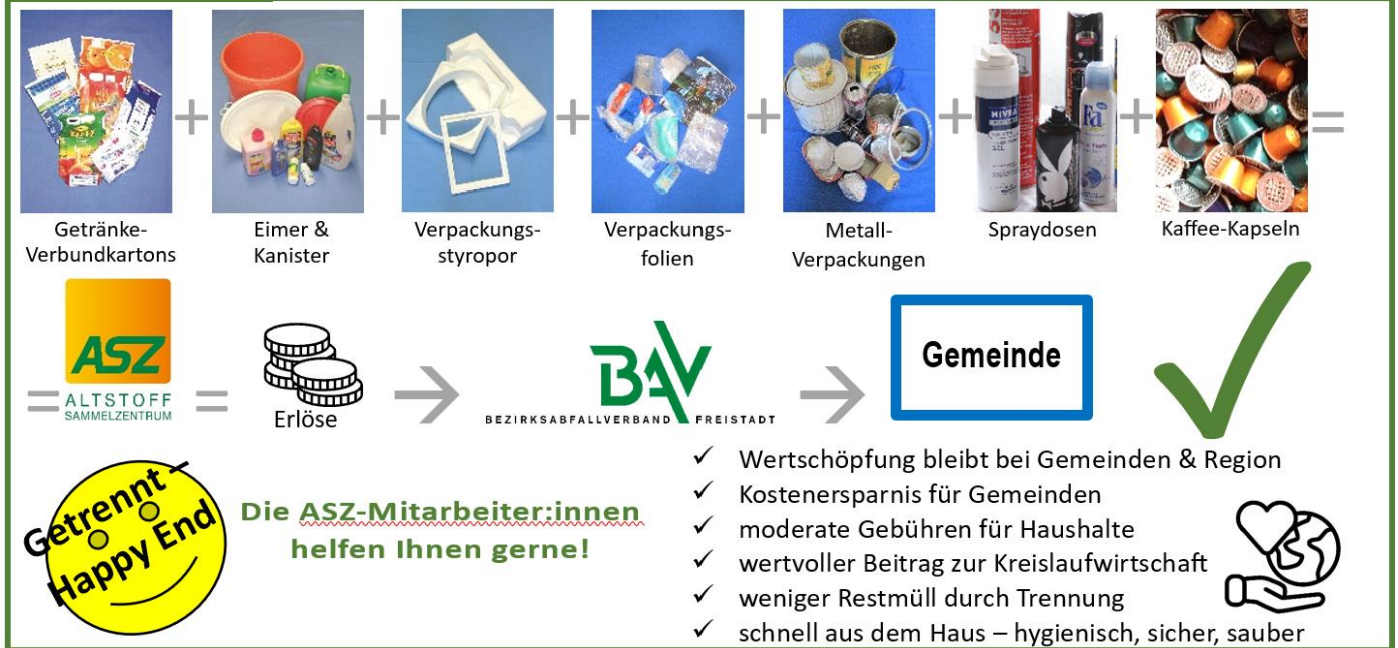 Getränke-
Verbundkartons
Eimer &
Kanister
Verpackungs-
styropor
Verpackungs-
folien
Metall-
Verpackungen
Spraydosen
Kaffee-Kapseln
NIVEA
GEL
Fa
+ + + + + + =
= ASZ
ALTSTOFF
SAMMELZENTRUM
=
Erlöse
BAV
BEZIRKSABFALLVERBAND FREISTADT
Gemeinde
Getrennt –
Happy End
Die ASZ-Mitarbeiter:innen
helfen Ihnen gerne!
✓ Wertschöpfung bleibt bei Gemeinden & Region
✓ Kostenersparnis für Gemeinden
✓ moderate Gebühren für Haushalte
✓ wertvoller Beitrag zur Kreislaufwirtschaft
✓ weniger Restmüll durch Trennung
✓ schnell aus dem Haus – hygienisch, sicher, sauber